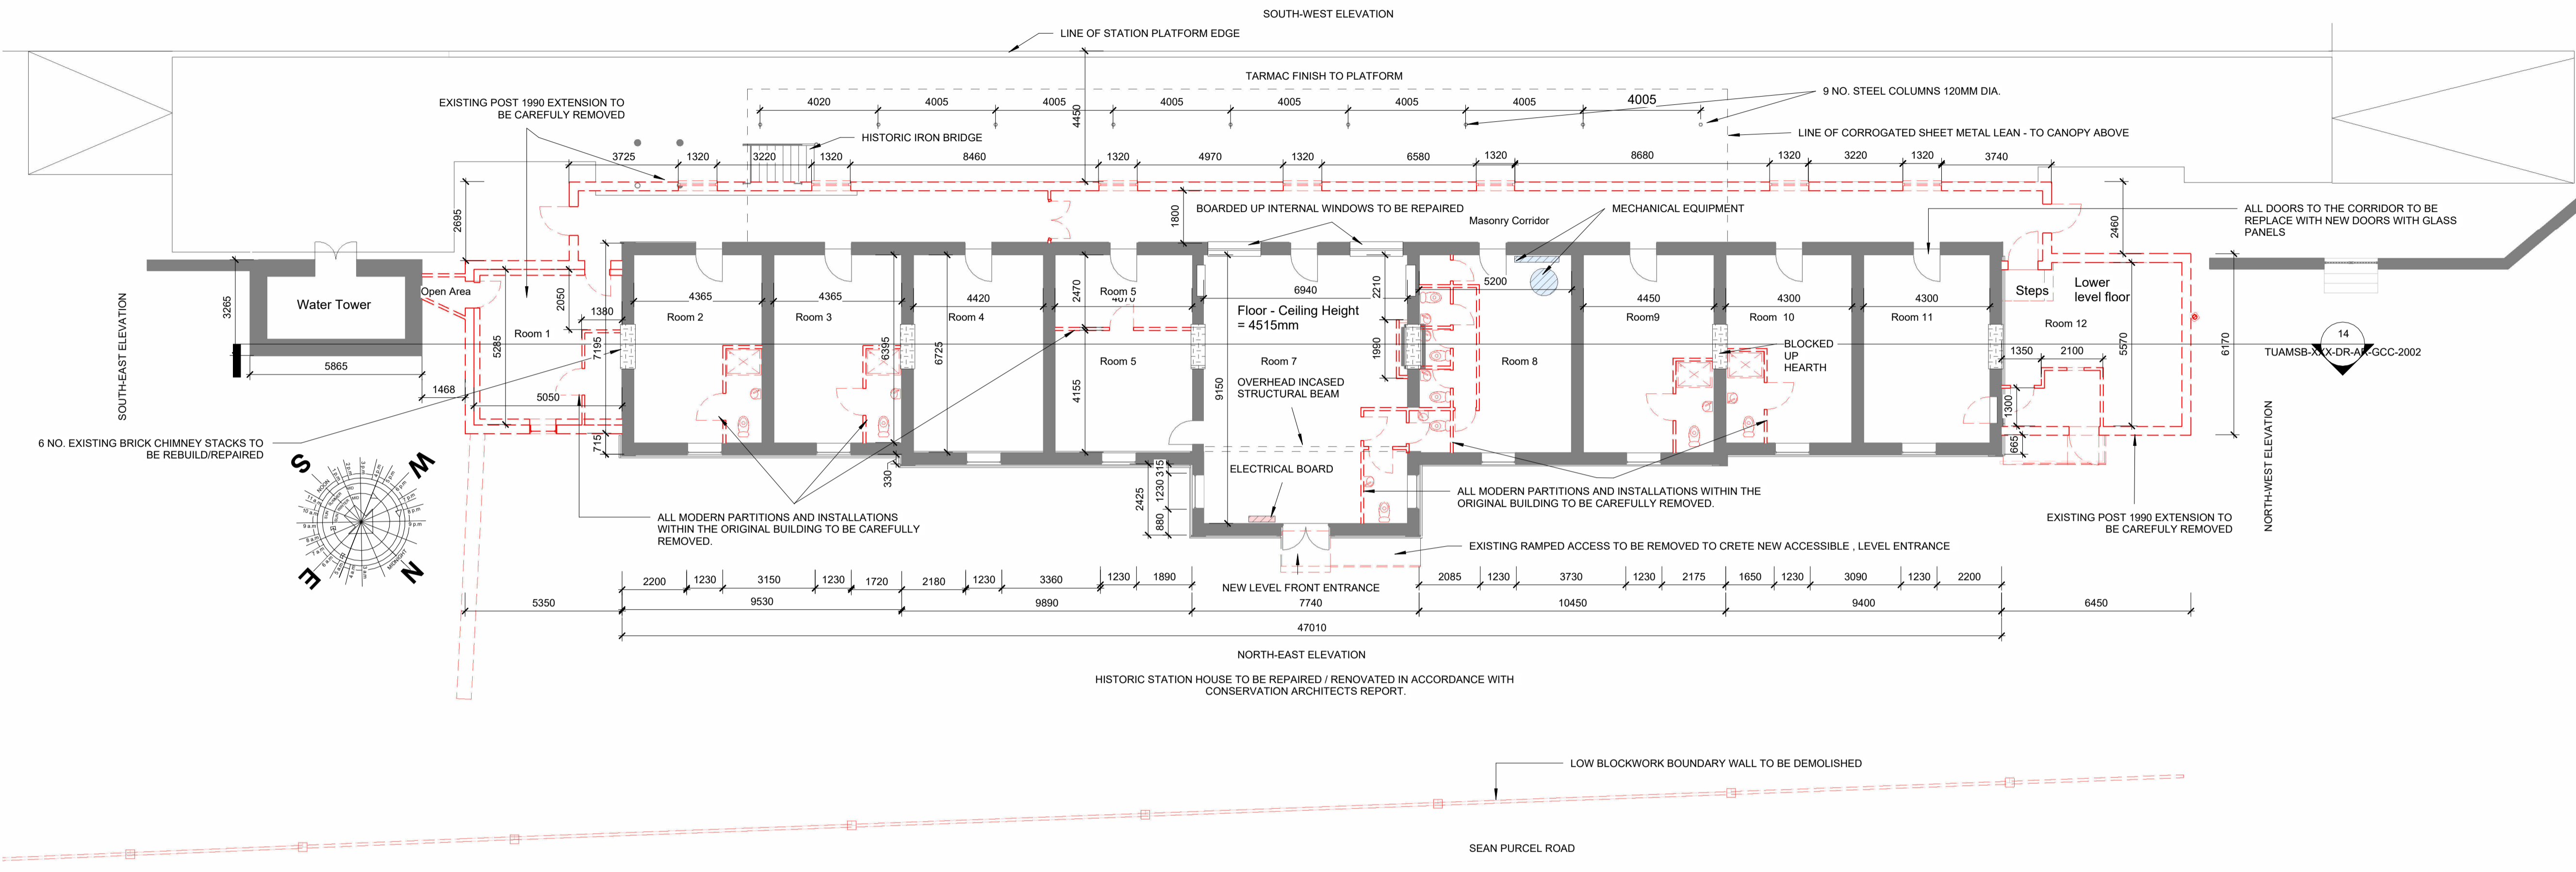 SOUTH-WEST ELEVATION
LINE OF STATION PLATFORM EDGE
TARMAC FINISH TO PLATFORM
EXISTING POST 1990 EXTENSION TO
BE CAREFULY REMOVED
4020
4005
4005
4005
4005
4005
4005
4005
9 NO. STEEL COLUMNS 120MM DIA.
4450
HISTORIC IRON BRIDGE
LINE OF CORROGATED SHEET METAL LEAN - TO CANOPY ABOVE
3725
1320
3220
1320
8460
1320
4970
1320
6580
1320
8680
1320
3220
1320
3740
2695
1800
BOARDED UP INTERNAL WINDOWS TO BE REPAIRED
Masonry Corridor
MECHANICAL EQUIPMENT
2460
ALL DOORS TO THE CORRIDOR TO BE
REPLACE WITH NEW DOORS WITH GLASS
PANELS
SOUTH-EAST ELEVATION
3265
Water Tower
5865
Open Area
1468
Room 1
5285
2050
1380
7195
5050
715
4365
Room 2
4365
Room 3
6395
4420
Room 4
6725
2470
Room 5
4070
Room 5
4155
6940
Floor - Ceiling Height
= 4515mm
Room 7
2210
1990
9150
OVERHEAD INCASED
STRUCTURAL BEAM
ELECTRICAL BOARD
5200
Room 8
4450
Room9
4300
Room 10
BLOCKED
UP
HEARTH
4300
Room 11
Steps
Lower
level floor
Room 12
1350
2100
5570
6170
1300
665
14
TUAMSB-XXX-DR-AR-GCC-2002
NORTH-WEST ELEVATION
6 NO. EXISTING BRICK CHIMNEY STACKS TO
BE REBUILD/REPAIRED
S
W
E
N
NOON
MIDNIGHT
330
2425
315
1230
880
ALL MODERN PARTITIONS AND INSTALLATIONS
WITHIN THE ORIGINAL BUILDING TO BE CAREFULLY
REMOVED.
ALL MODERN PARTITIONS AND INSTALLATIONS WITHIN THE
ORIGINAL BUILDING TO BE CAREFULLY REMOVED.
EXISTING POST 1990 EXTENSION TO
BE CAREFULY REMOVED
EXISTING RAMPED ACCESS TO BE REMOVED TO CRETE NEW ACCESSIBLE , LEVEL ENTRANCE
NEW LEVEL FRONT ENTRANCE
2200
1230
3150
1230
1720
2180
1230
3360
1230
1890
2085
1230
3730
1230
2175
1650
1230
3090
1230
2200
5350
9530
9890
7740
10450
9400
6450
47010
NORTH-EAST ELEVATION
HISTORIC STATION HOUSE TO BE REPAIRED / RENOVATED IN ACCORDANCE WITH
CONSERVATION ARCHITECTS REPORT.
LOW BLOCKWORK BOUNDARY WALL TO BE DEMOLISHED
SEAN PURCEL ROAD